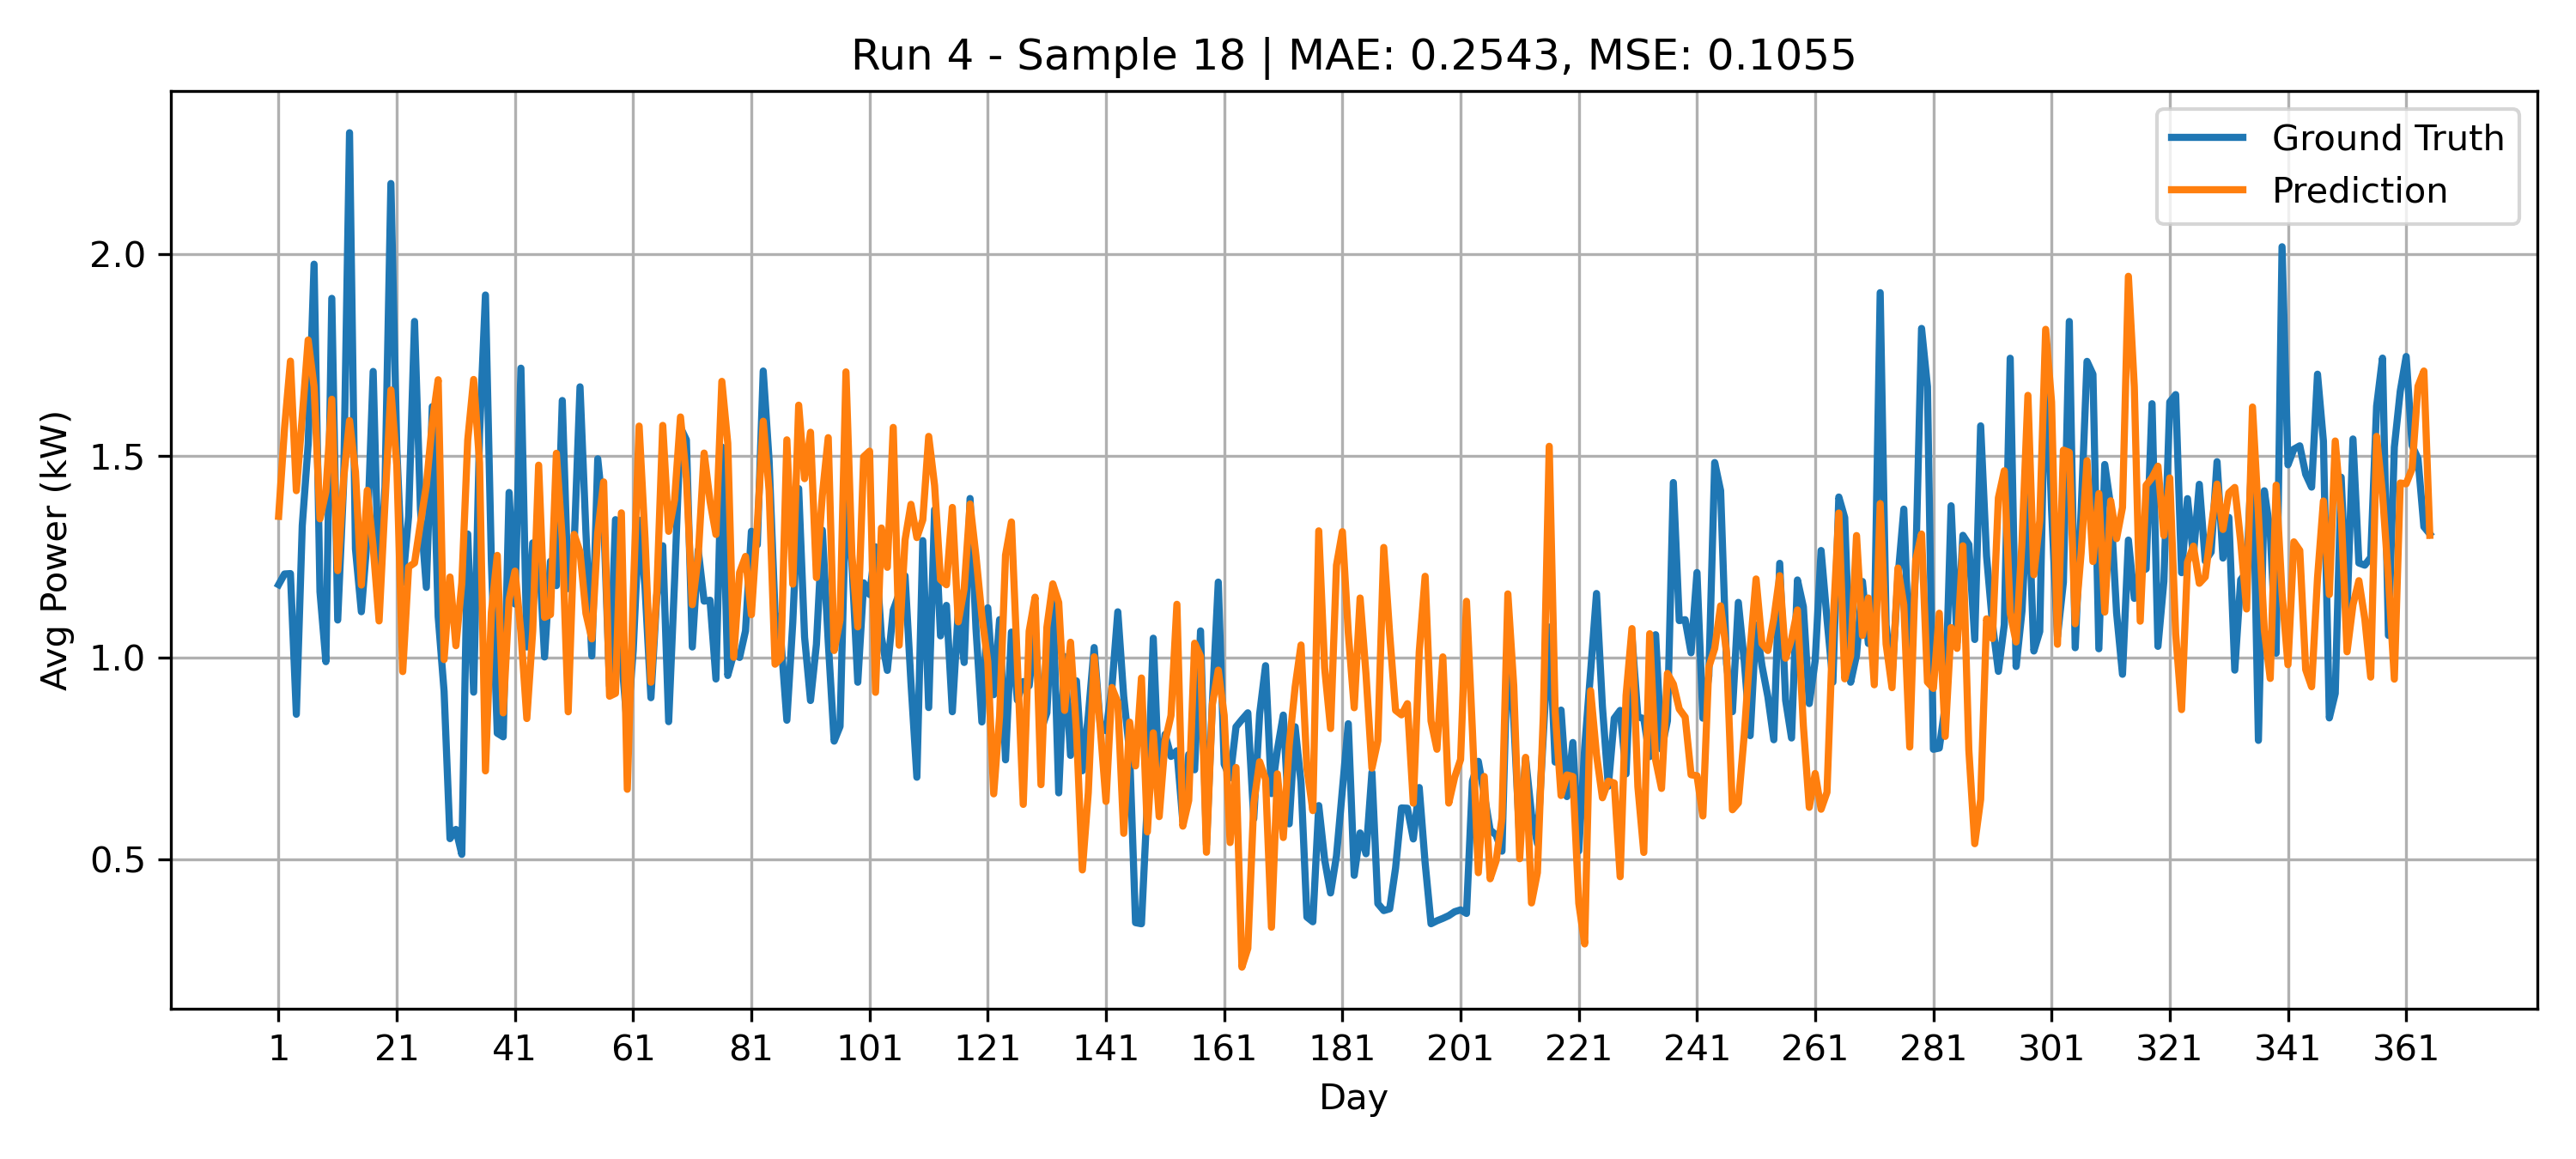 Run 4 - Sample 18 | MAE: 0.2543, MSE: 0.1055
Ground Truth
Prediction
Avg Power (kW)
2.0
1.5
1.0
0.5
1 21 41 61 81 101 121 141 161 181 201 221 241 261 281 301 321 341 361
Day